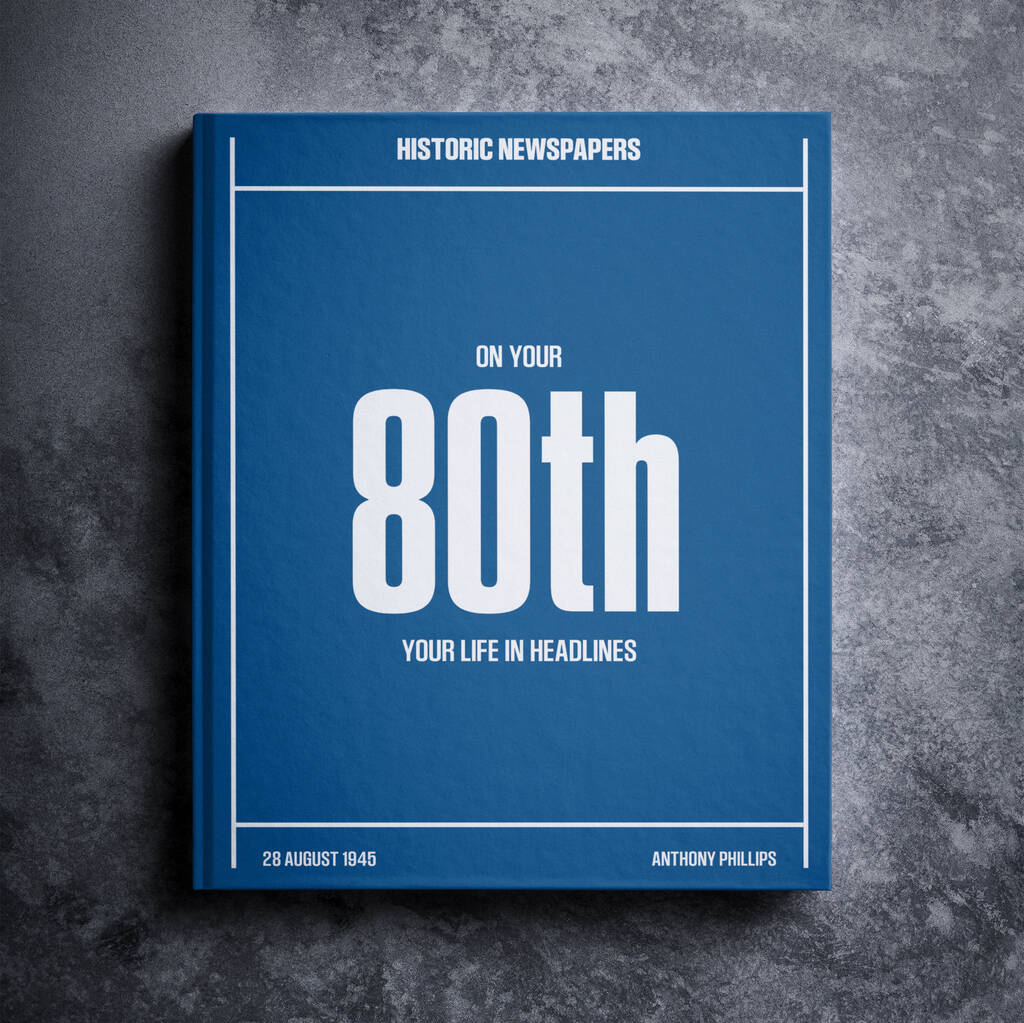 HISTORIC NEWSPAPERS
ON YOUR
80th
YOUR LIFE IN HEADLINES
28 AUGUST 1945
ANTHONY PHILLIPS